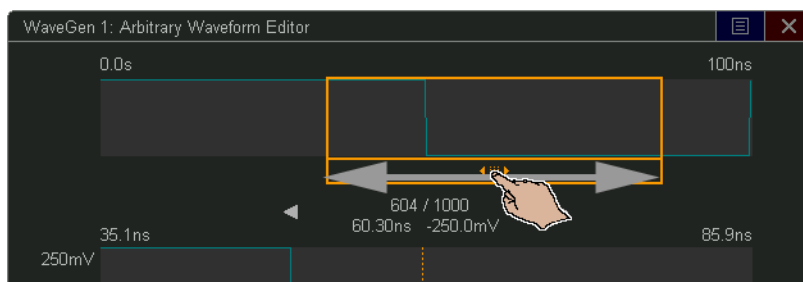 WaveGen 1: Arbitrary Waveform Editor
0.0s 100ns
604 / 1000
60.30ns -250.0mV
35.1ns 85.9ns
250mV